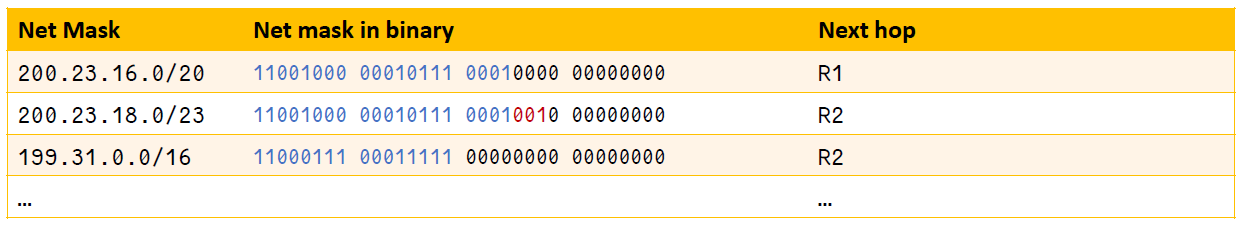 Net Mask Net mask in binary Next hop
200.23.16.0/20 11001000 00010111 00010000 00000000 R1
200.23.18.0/23 11001000 00010111 00010010 00000000 R2
199.31.0.0/16 11000111 00011111 00000000 00000000 R2
… …